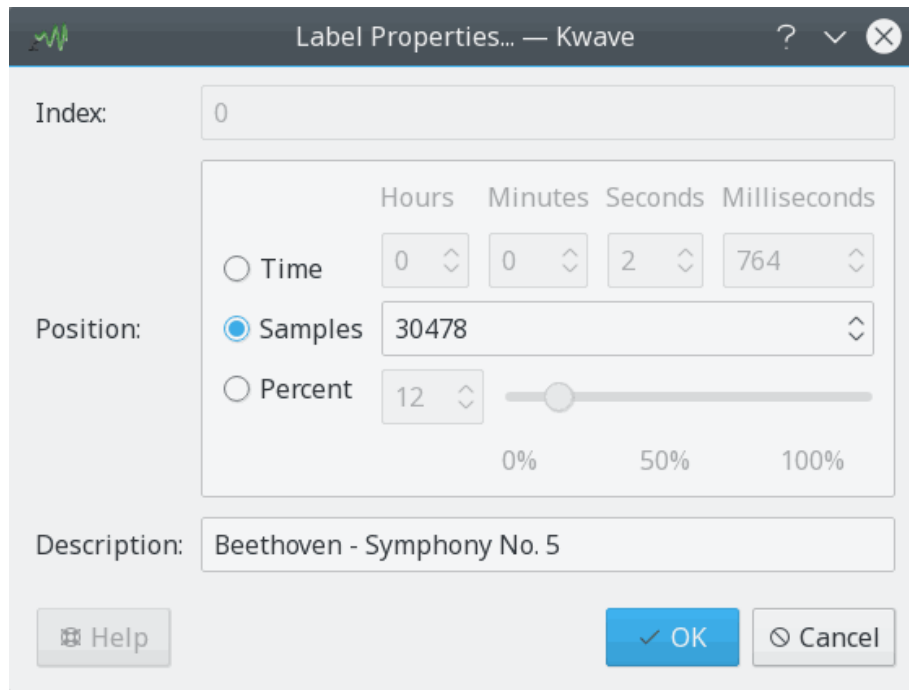 Label Properties... — Kwave
Index: 0
Hours Minutes Seconds Milliseconds
Time 0 0 2 764
Position: Samples 30478
Percent 12
0% 50% 100%
Description: Beethoven - Symphony No. 5
Help OK Cancel